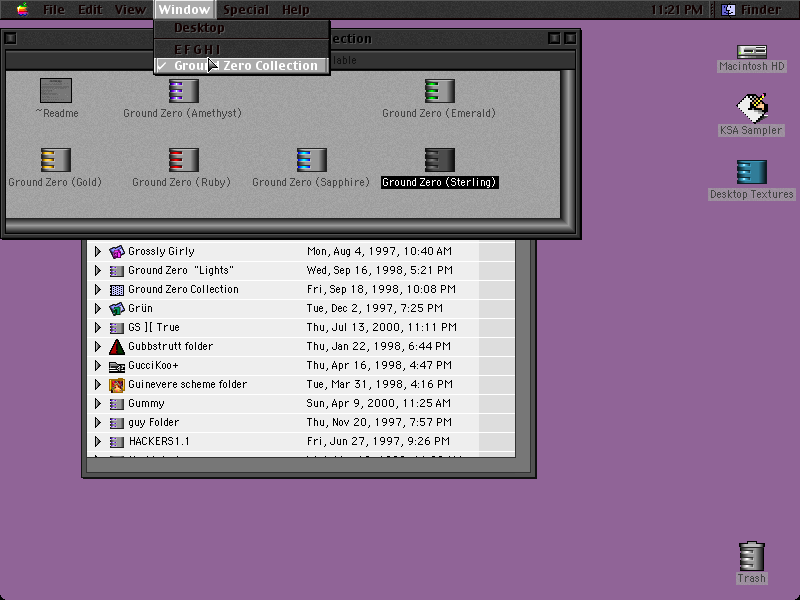 File Edit View Window Special Help 11:21 PM Finder
Desktop
E F G H I
✓ Ground Zero Collection
ection
lable
~Readme
Ground Zero (Amethyst)
Ground Zero (Emerald)
Ground Zero (Gold)
Ground Zero (Ruby)
Ground Zero (Sapphire)
Ground Zero (Sterling)
Grossly Girly Mon, Aug 4, 1997, 10:40 AM
Ground Zero "Lights" Wed, Sep 16, 1998, 5:21 PM
Ground Zero Collection Fri, Sep 18, 1998, 10:08 PM
Grün Tue, Dec 2, 1997, 7:25 PM
GS ][ True Thu, Jul 13, 2000, 11:11 PM
Gubbstrutt folder Thu, Jan 22, 1998, 6:44 PM
GucciKoo+ Thu, Apr 16, 1998, 4:47 PM
Guinevere scheme folder Tue, Mar 31, 1998, 4:16 PM
Gummy Sun, Apr 9, 2000, 11:25 AM
guy Folder Thu, Nov 20, 1997, 7:57 PM
HACKERS1.1 Fri, Jun 27, 1997, 9:26 PM
Macintosh HD
KSA Sampler
Desktop Textures
Trash